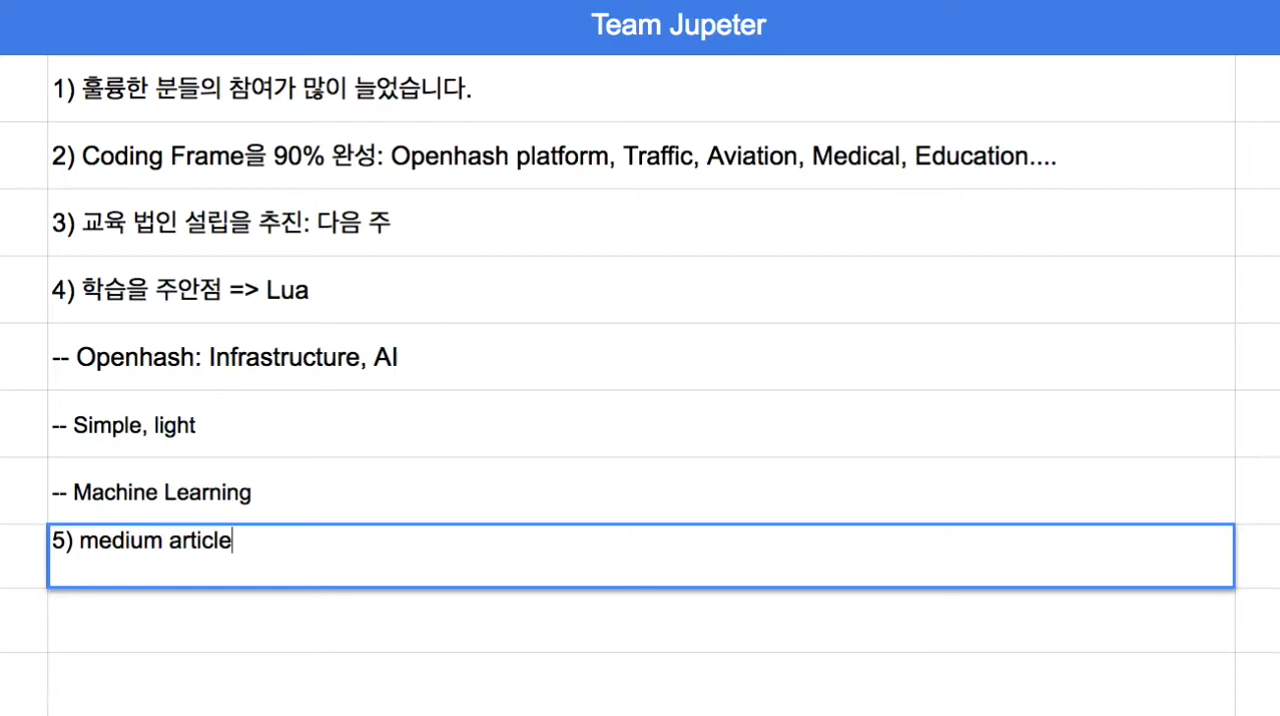 Team Jupeter
1) 훌륭한 분들의 참여가 많이 늘었습니다.
2) Coding Frame을 90% 완성: Openhash platform, Traffic, Aviation, Medical, Education....
3) 교육 법인 설립을 추진: 다음 주
4) 학습을 주안점 => Lua
-- Openhash: Infrastructure, AI
-- Simple, light
-- Machine Learning
5) medium article